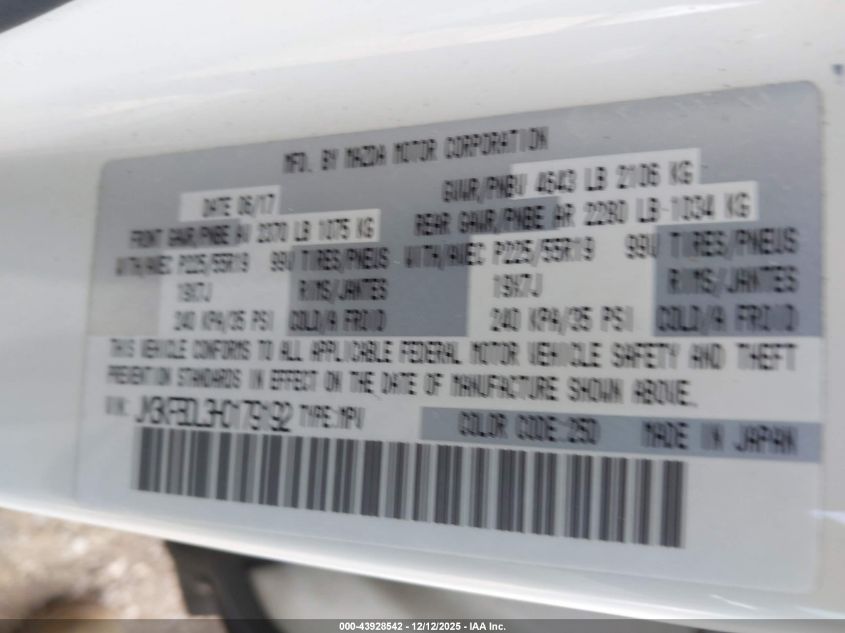 MFD. BY MAZDA MOTOR CORPORATION
DATE 06/17 GVWR/PNBV 4643 LB 2106 KG
FRONT GAWR/PNBE AV 2370 LB 1075 KG REAR GAWR/PNBE AR 2280 LB-1034 KG
WITH/AVEC P225/55R19 99V TIRES/PNEUS WITH/AVEC P225/55R19 99V TIRES/PNEUS
19X7J RIMS/JANTES 19X7J RIMS/JANTES
240 KPA/35 PSI COLD/A FROID 240 KPA/35 PSI COLD/A FROID
THIS VEHICLE CONFORMS TO ALL APPLICABLE FEDERAL MOTOR VEHICLE SAFETY AND THEFT
PREVENTION STANDARDS IN EFFECT ON THE DATE OF MANUFACTURE SHOWN ABOVE.
VIN: TYPE:MPV COLOR CODE:25D MADE IN JAPAN
000-43928542 - 12/12/2025 - IAA Inc.